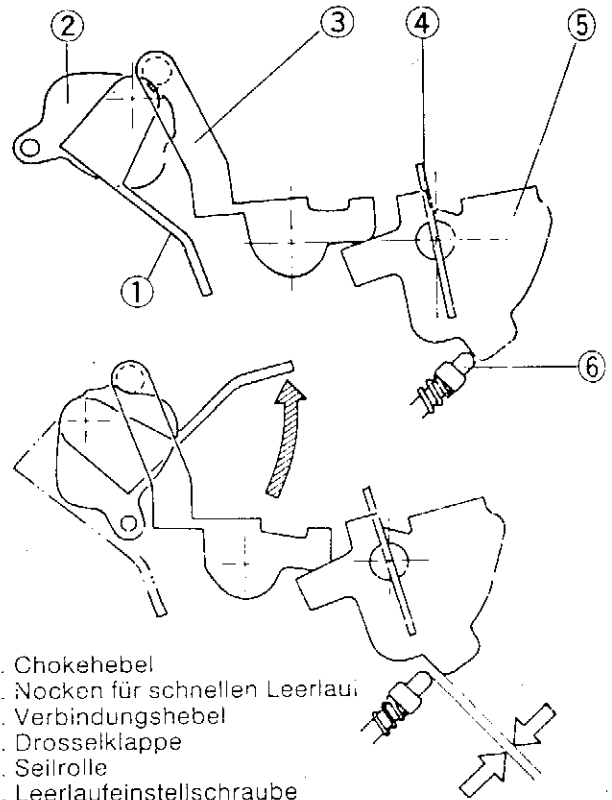 ② ③ ④ ⑤
①
⑥
. Chokehebel
. Nocken für schnellen Leerlauf
. Verbindungshebel
. Drosselklappe
. Seilrolle
. Leerlaufeinstellschraube